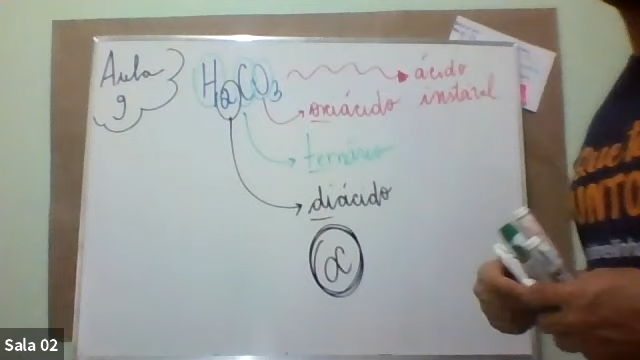 Aula
9
H2CO3
ácido
instável
oxiácido
ternário
diácido
α
Sala 02